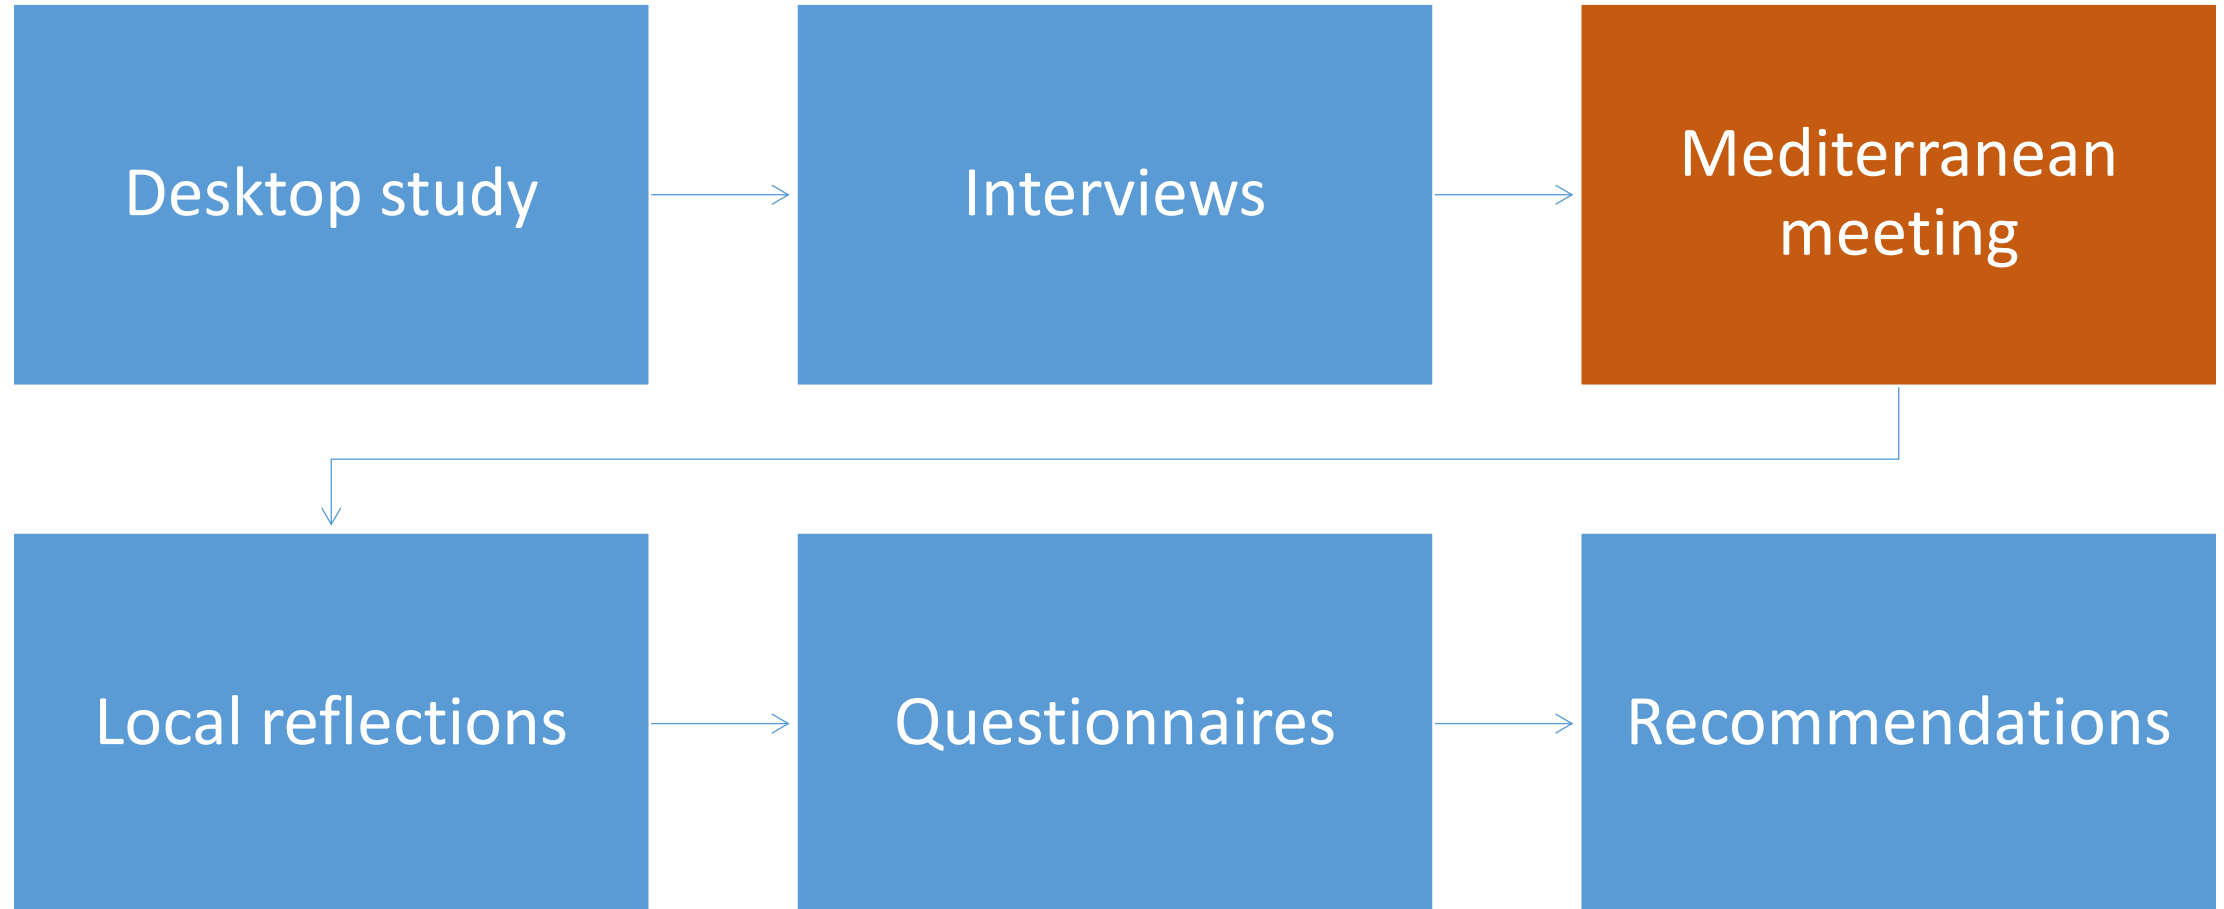 Desktop study
Interviews
Mediterranean
meeting
Local reflections
Questionnaires
Recommendations